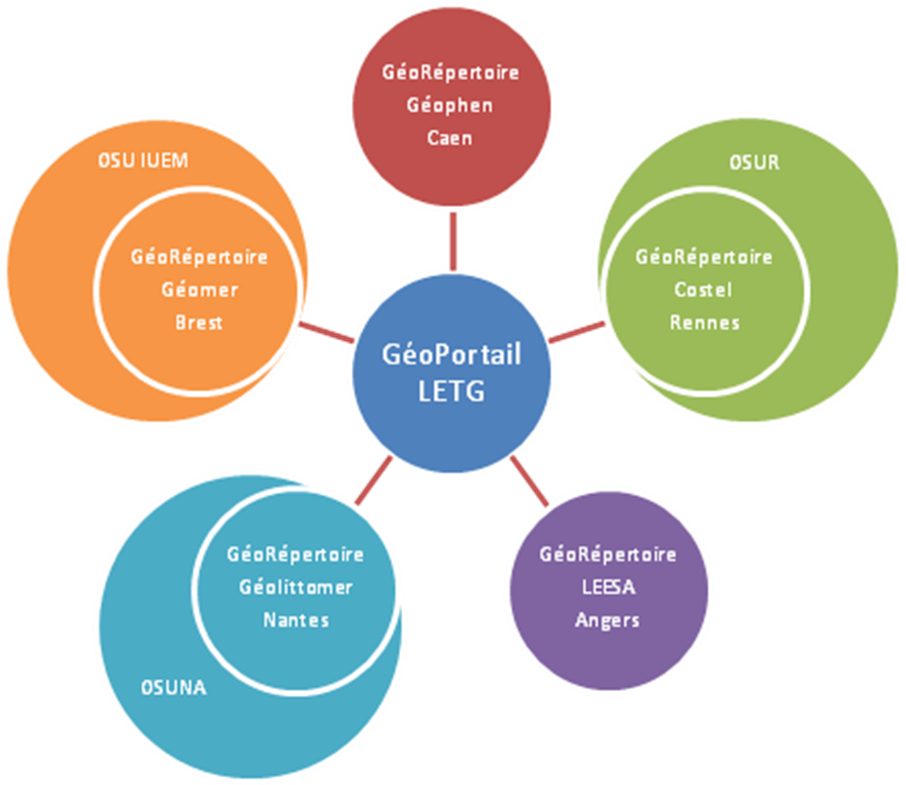 GéoRépertoire
Géophen
Caen
OSU IUEM
GéoRépertoire
Géomer
Brest
OSUR
GéoRépertoire
Costel
Rennes
GéoPortail
LETG
GéoRépertoire
Géolittomer
Nantes
OSUNA
GéoRépertoire
LEESA
Angers